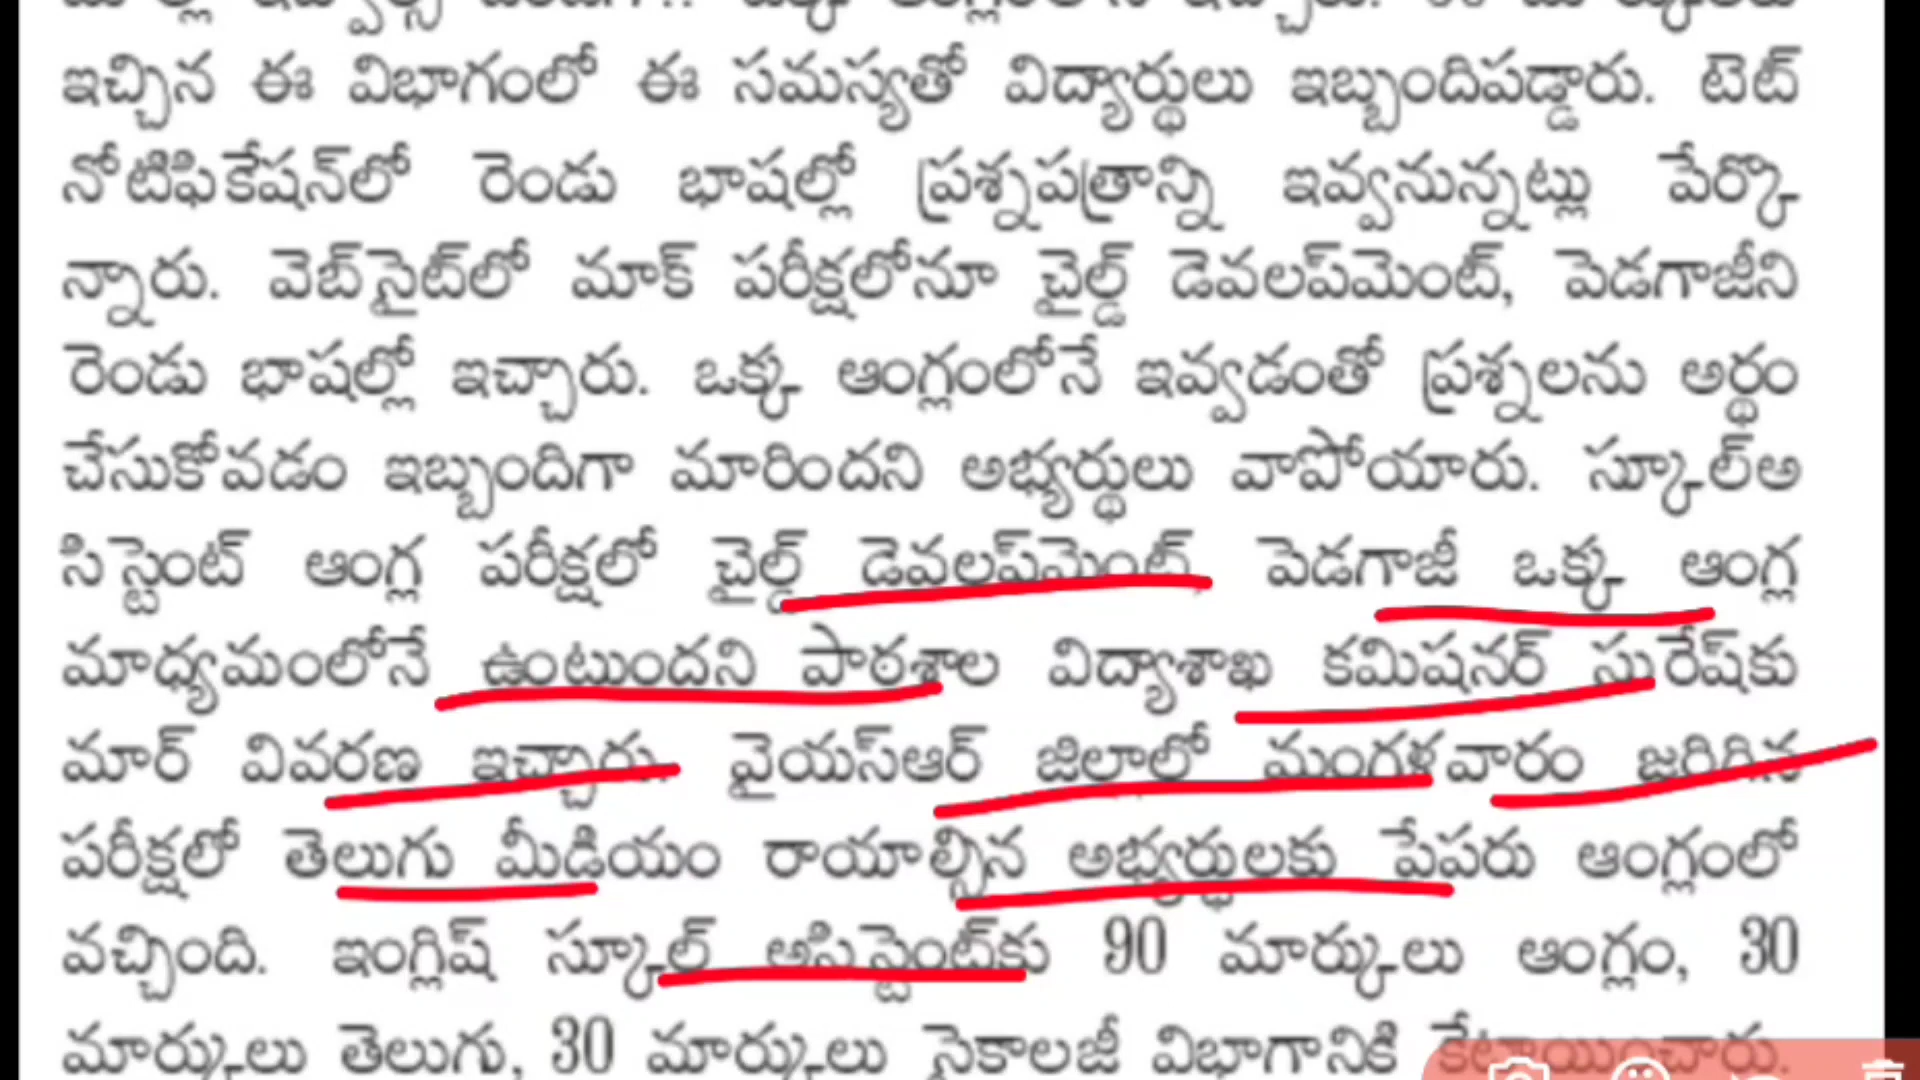 ఇచ్చిన ఈ విభాగంలో ఈ సమస్యతో విద్యార్థులు ఇబ్బందిపడ్డారు. టెట్
నోటిఫికేషన్‌లో రెండు భాషల్లో ప్రశ్నపత్రాన్ని ఇవ్వనున్నట్లు పేర్కొ
న్నారు. వెబ్‌సైట్‌లో మాక్ పరీక్షలోనూ చైల్డ్ డెవలప్‌మెంట్, పెడగాజీని
రెండు భాషల్లో ఇచ్చారు. ఒక్క ఆంగ్లంలోనే ఇవ్వడంతో ప్రశ్నలను అర్థం
చేసుకోవడం ఇబ్బందిగా మారిందని అభ్యర్థులు వాపోయారు. స్కూల్‌అ
సిస్టెంట్ ఆంగ్ల పరీక్షలో చైల్డ్ డెవలప్‌మెంట్, పెడగాజీ ఒక్క ఆంగ్ల
మాధ్యమంలోనే ఉంటుందని పాఠశాల విద్యాశాఖ కమిషనర్ సురేష్‌కు
మార్ వివరణ ఇచ్చారు. వైయస్ఆర్ జిల్లాలో మంగళవారం జరిగిన
పరీక్షలో తెలుగు మీడియం రాయాల్సిన అభ్యర్థులకు పేపరు ఆంగ్లంలో
వచ్చింది. ఇంగ్లిష్ స్కూల్ అసిస్టెంట్‌కు 90 మార్కులు ఆంగ్లం, 30
మార్కులు తెలుగు, 30 మార్కులు సైకాలజీ విభాగానికి కేటాయించారు.